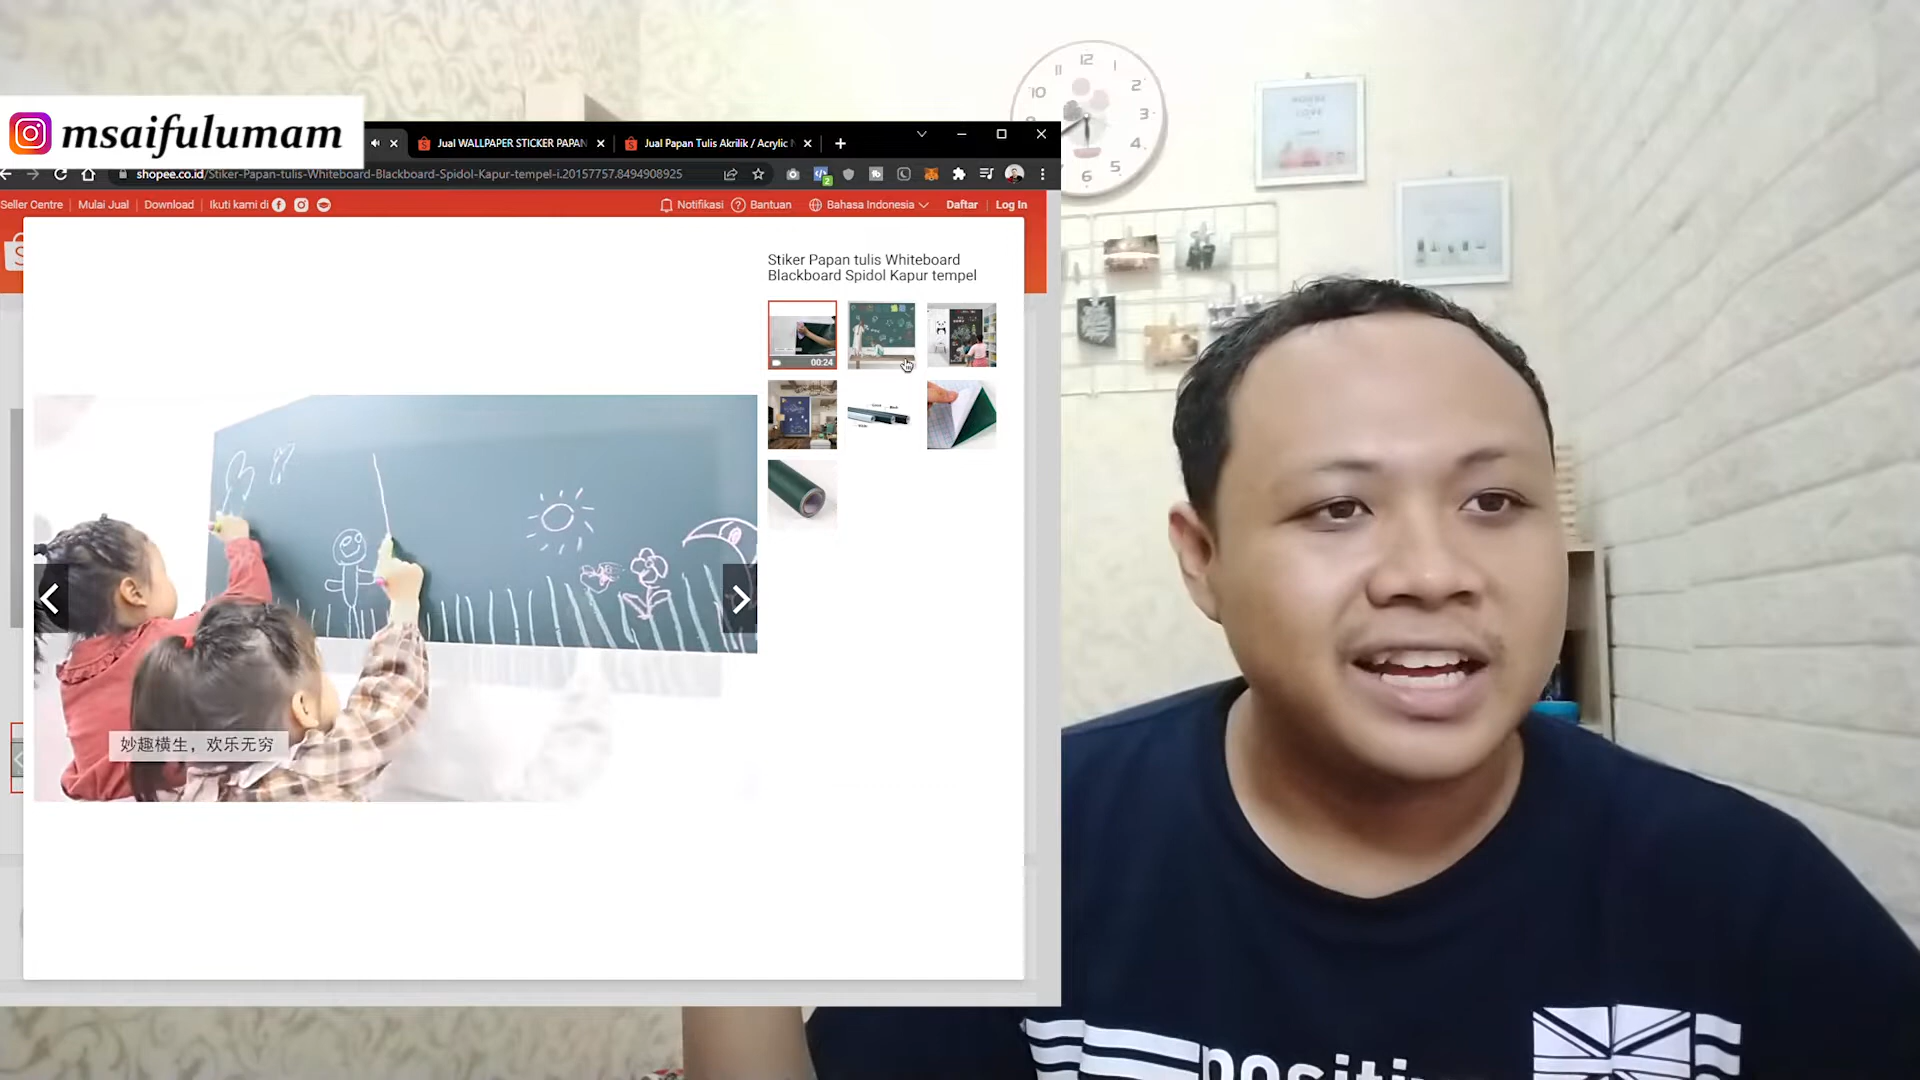 msaifulumam
Jual WALLPAPER STICKER PAPAN
Jual Papan Tulis Akrilik / Acrylic
shopee.co.id/Stiker-Papan-tulis-Whiteboard-Blackboard-Spidol-Kapur-tempel-i.20157757.8494908925
Seller Centre | Mulai Jual | Download | Ikuti kami di
Notifikasi
Bantuan
Bahasa Indonesia
Daftar | Log In
Stiker Papan tulis Whiteboard
Blackboard Spidol Kapur tempel
00:24
妙趣横生，欢乐无穷
12
1
2
3
4
5
6
10
11